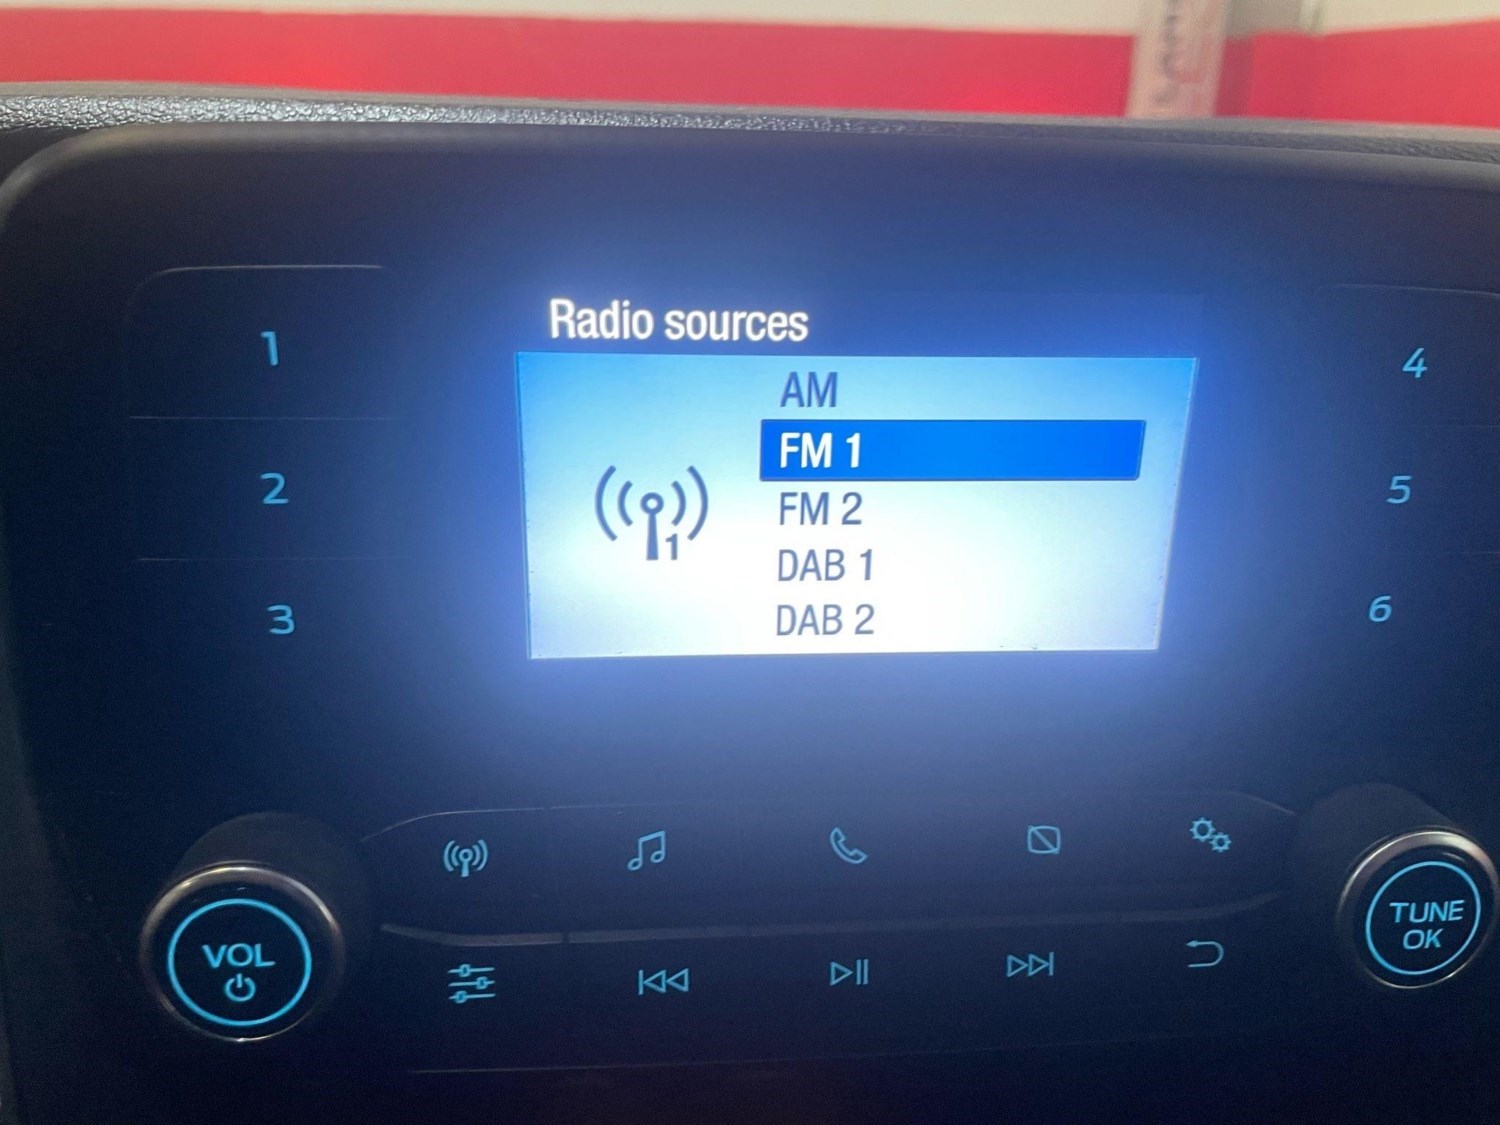 Radio sources
AM
FM 1
FM 2
DAB 1
DAB 2
1
1
2
3
4
5
6
VOL
TUNE
OK